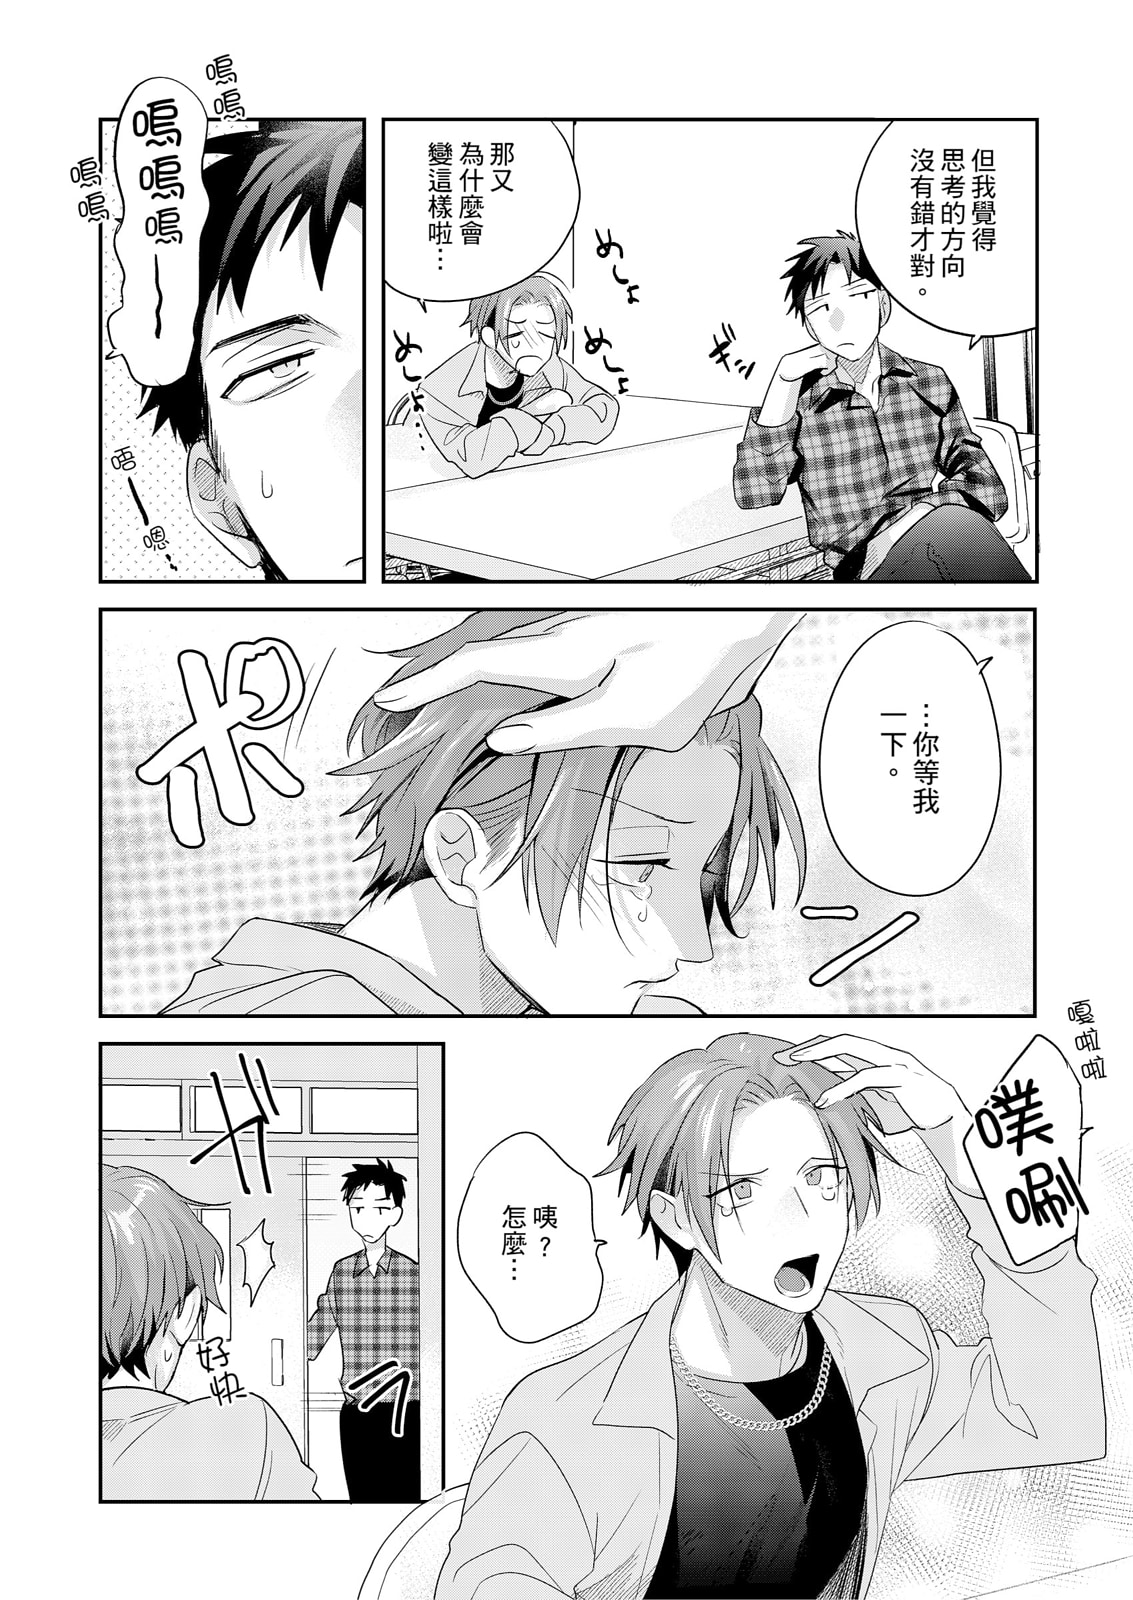 但我覺得
思考的方向
沒有錯才對。
ギシ
那又
為什麼會
變這樣啦…
めしょ
めしょ
めしょ…
嗚嗚
嗚嗚嗚——
嗚嗚
唔——嗯…
…你等我
一下。
ポン
嘎啦啦
噗唰
咦?
怎麼…
好快